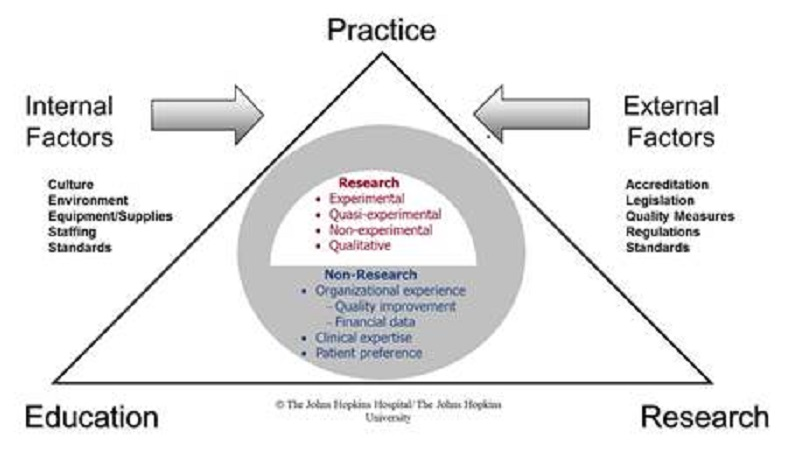 Practice
Internal
Factors
External
Factors
Culture
Environment
Equipment/Supplies
Staffing
Standards
Accreditation
Legislation
Quality Measures
Regulations
Standards
Research
• Experimental
• Quasi-experimental
• Non-experimental
• Qualitative
Non-Research
• Organizational experience
- Quality improvement
- Financial data
• Clinical expertise
• Patient preference
Education
© The Johns Hopkins Hospital/ The Johns Hopkins
University
Research